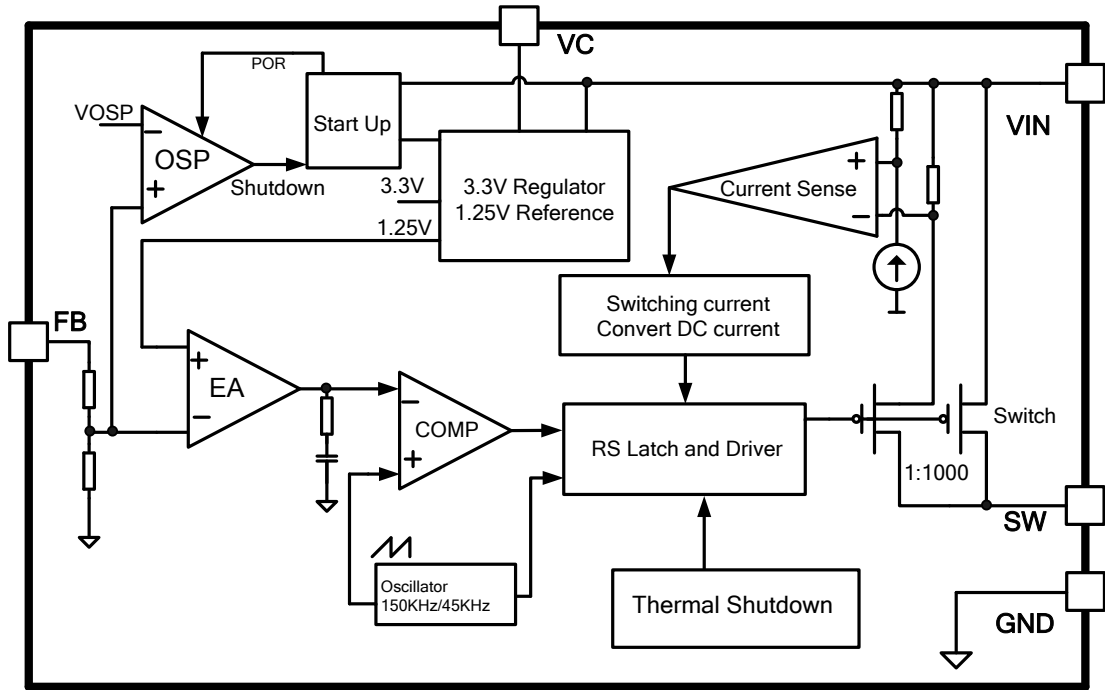 VC
POR
VOSP
Start Up
VIN
OSP
Shutdown
3.3V
3.3V Regulator
1.25V Reference
1.25V
Current Sense
Switching current
Convert DC current
FB
EA
COMP
RS Latch and Driver
Switch
1:1000
SW
Oscillator
150KHz/45KHz
Thermal Shutdown
GND